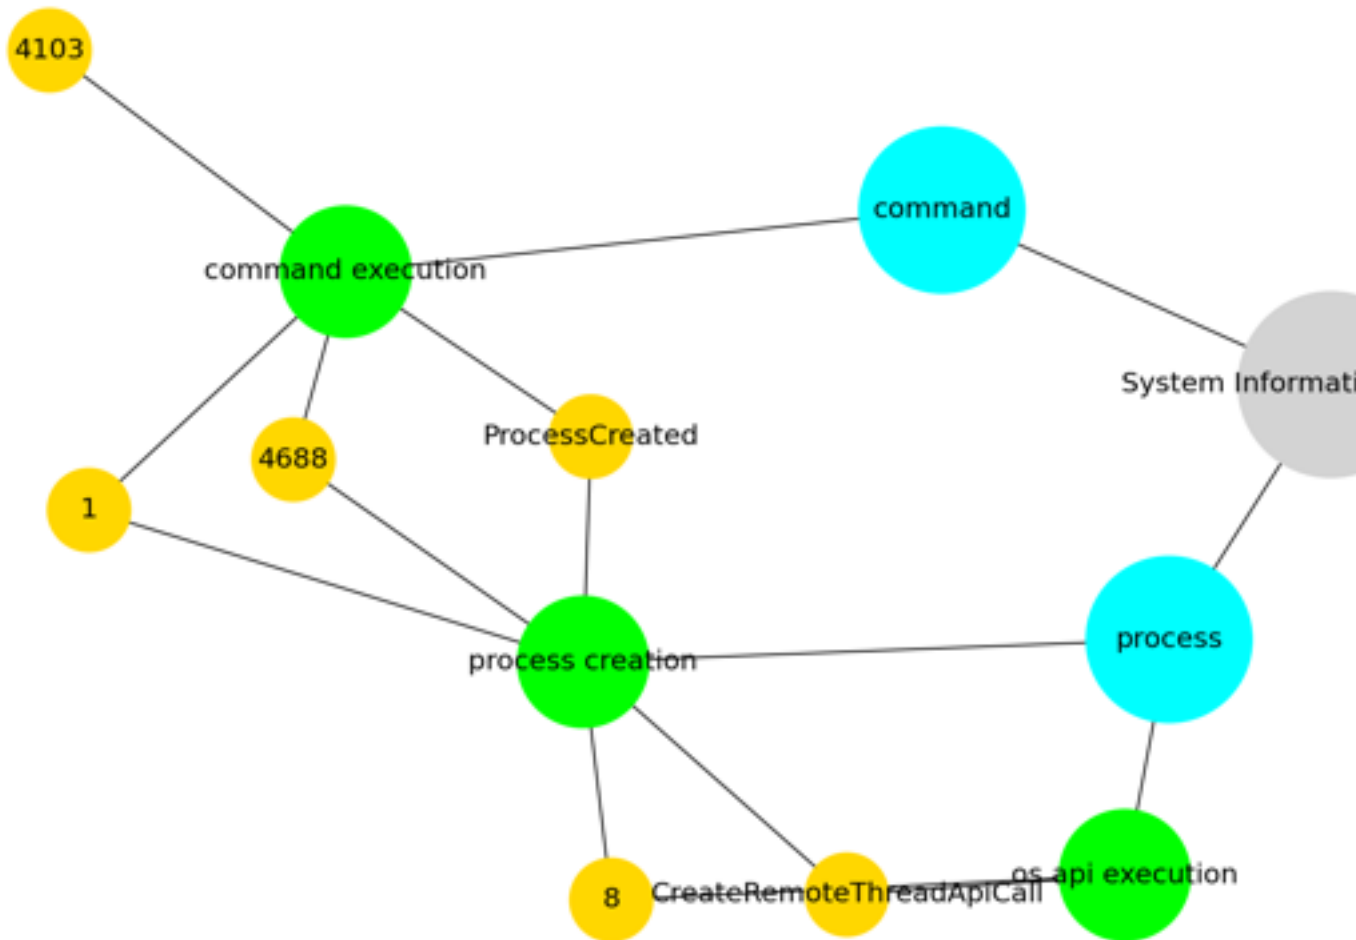 4103
command
command execution
System Informati
ProcessCreated
4688
1
process
process creation
os api execution
8
CreateRemoteThreadApiCall